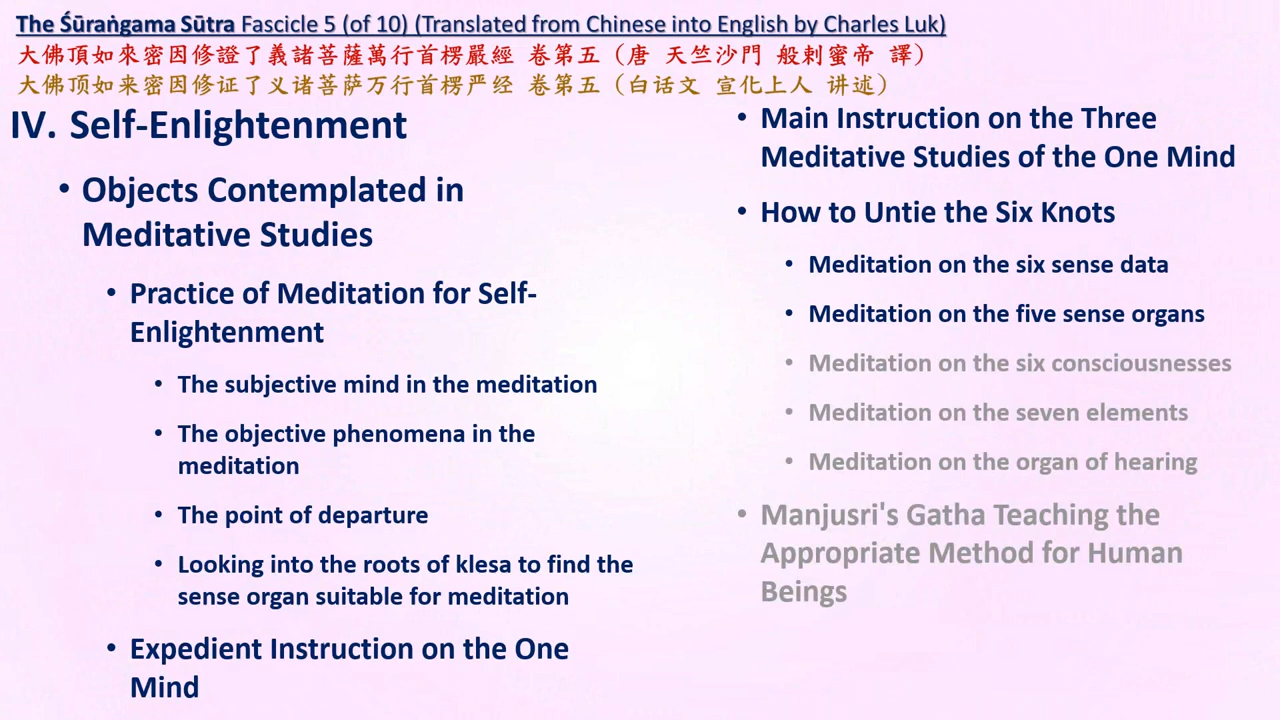 The Śūraṅgama Sūtra Fascicle 5 (of 10) (Translated from Chinese into English by Charles Luk)
大佛頂如來密因修證了義諸菩薩萬行首楞嚴經 卷第五（唐 天竺沙門 般剌蜜帝 譯）
大佛顶如来密因修证了义诸菩萨万行首楞严经 卷第五（白话文 宣化上人 讲述）
IV. Self-Enlightenment
• Objects Contemplated in
Meditative Studies
• Practice of Meditation for Self-
Enlightenment
• The subjective mind in the meditation
• The objective phenomena in the
meditation
• The point of departure
• Looking into the roots of klesa to find the
sense organ suitable for meditation
• Expedient Instruction on the One
Mind
• Main Instruction on the Three
Meditative Studies of the One Mind
• How to Untie the Six Knots
• Meditation on the six sense data
• Meditation on the five sense organs
• Meditation on the six consciousnesses
• Meditation on the seven elements
• Meditation on the organ of hearing
• Manjusri's Gatha Teaching the
Appropriate Method for Human
Beings